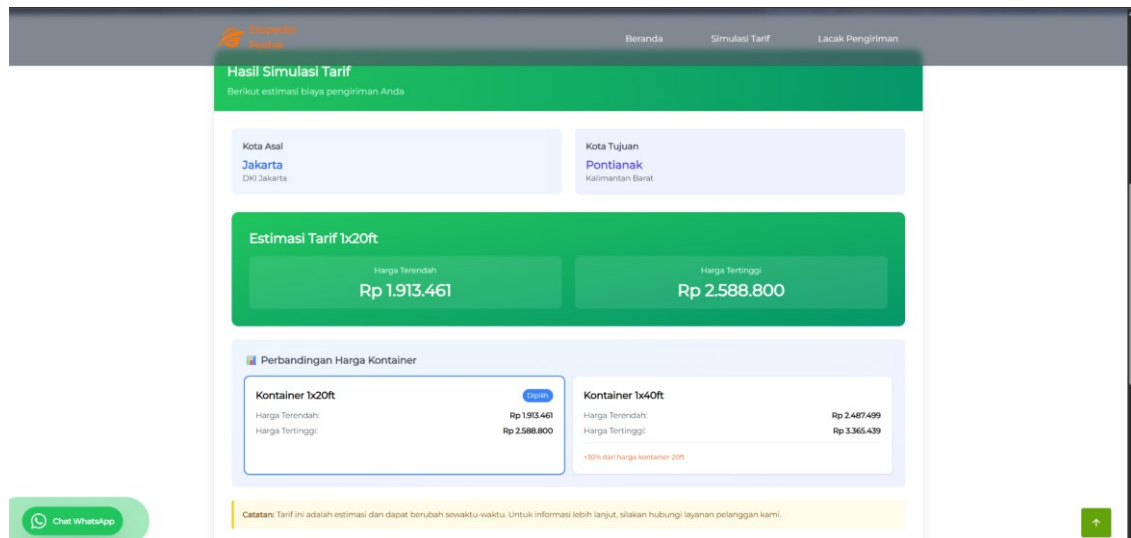 Ekspedisi
Beranda Simulasi Tarif Lacak Pengiriman
Hasil Simulasi Tarif
Berikut estimasi biaya pengiriman Anda
Kota Asal
Jakarta
DKI Jakarta
Kota Tujuan
Pontianak
Kalimantan Barat
Estimasi Tarif 1x20ft
Harga Terendah
Rp 1.913.461
Harga Tertinggi
Rp 2.588.800
Perbandingan Harga Kontainer
Kontainer 1x20ft Dipilih
Harga Terendah: Rp 1.913.461
Harga Tertinggi: Rp 2.588.800
Kontainer 1x40ft
Harga Terendah: Rp 2.487.499
Harga Tertinggi: Rp 3.365.439
+30% dari harga kontainer 20ft
Catatan: Tarif ini adalah estimasi dan dapat berubah sewaktu-waktu. Untuk informasi lebih lanjut, silakan hubungi layanan pelanggan kami.
Chat WhatsApp